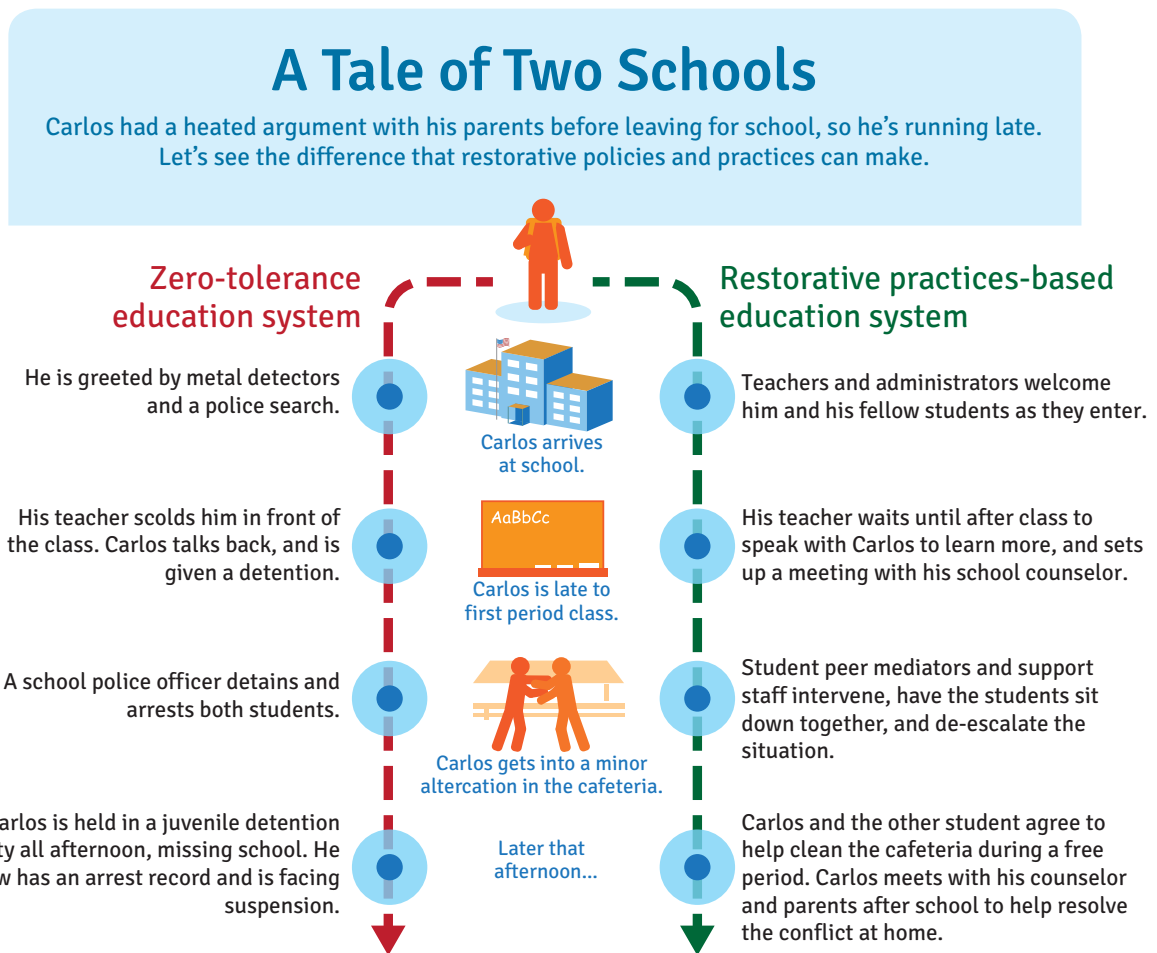 A Tale of Two Schools
Carlos had a heated argument with his parents before leaving for school, so he's running late.
Let's see the difference that restorative policies and practices can make.
Zero-tolerance
education system
Restorative practices-based
education system
He is greeted by metal detectors
and a police search.
Carlos arrives
at school.
Teachers and administrators welcome
him and his fellow students as they enter.
His teacher scolds him in front of
the class. Carlos talks back, and is
given a detention.
AaBbCc
Carlos is late to
first period class.
His teacher waits until after class to
speak with Carlos to learn more, and sets
up a meeting with his school counselor.
A school police officer detains and
arrests both students.
Carlos gets into a minor
altercation in the cafeteria.
Student peer mediators and support
staff intervene, have the students sit
down together, and de-escalate the
situation.
arlos is held in a juvenile detention
ty all afternoon, missing school. He
w has an arrest record and is facing
suspension.
Later that
afternoon...
Carlos and the other student agree to
help clean the cafeteria during a free
period. Carlos meets with his counselor
and parents after school to help resolve
the conflict at home.